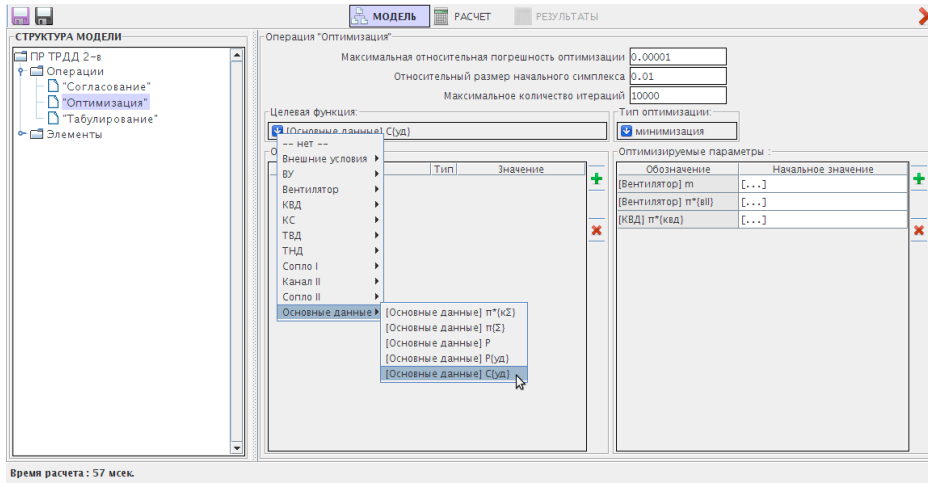 МОДЕЛЬ РАСЧЕТ РЕЗУЛЬТАТЫ
СТРУКТУРА МОДЕЛИ
ПР ТРДД 2-в
Операции
"Согласование"
"Оптимизация"
"Табулирование"
Элементы
Операция "Оптимизация"
Максимальная относительная погрешность оптимизации 0.00001
Относительный размер начального симплекса 0.01
Максимальное количество итераций 10000
Целевая функция:
[Основные данные] C{уд}
Тип оптимизации:
минимизация
-- нет --
Внешние условия
ВУ
Вентилятор
КВД
КС
ТВД
ТНД
Сопло I
Канал II
Сопло II
Основные данные
[Основные данные] π*{кΣ}
[Основные данные] π{Σ}
[Основные данные] P
[Основные данные] P{уд}
[Основные данные] C{уд}
Тип Значение
Оптимизируемые параметры :
Обозначение Начальное значение
[Вентилятор] m [...]
[Вентилятор] π*{вII} [...]
[КВД] π*{квд} [...]
Время расчета : 57 мсек.